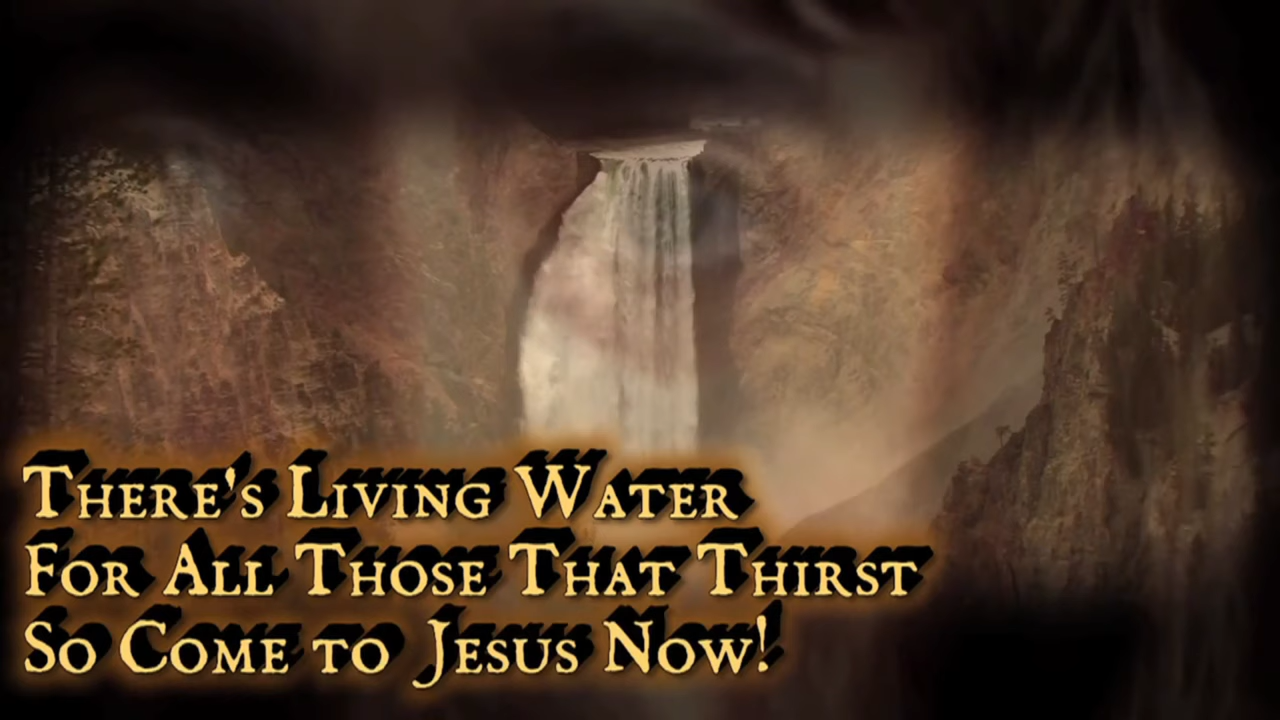 There's Living Water
For All Those That Thirst
So Come to Jesus Now!